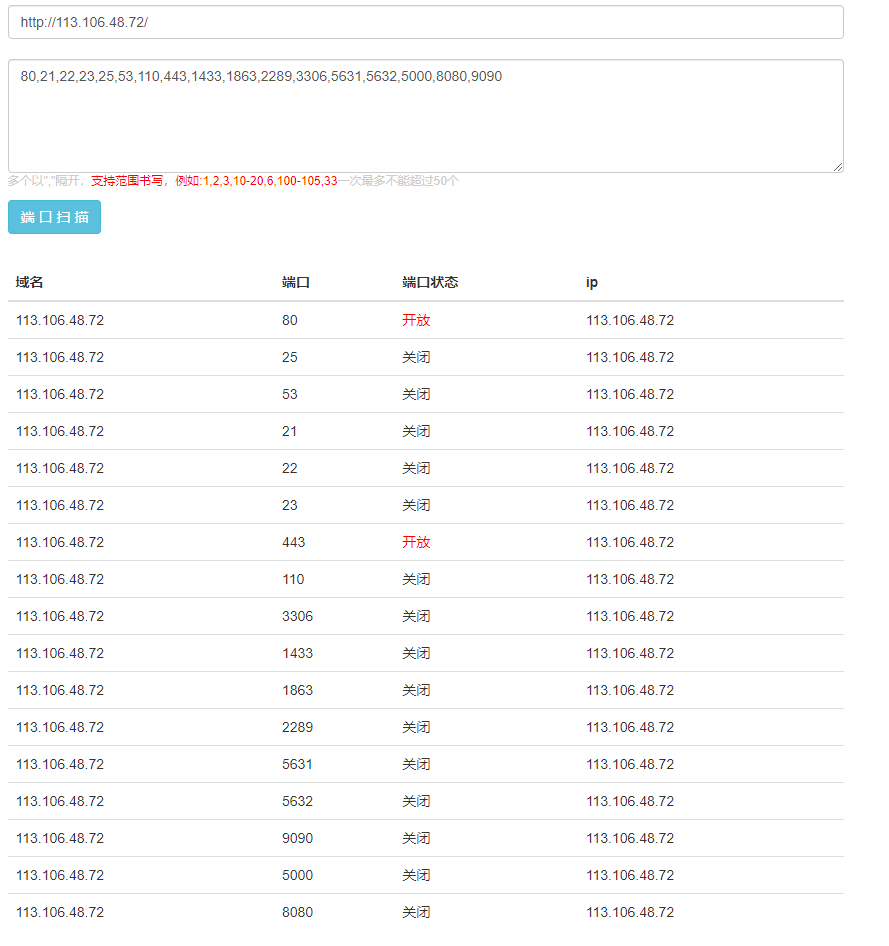 http://113.106.48.72/
80,21,22,23,25,53,110,443,1433,1863,2289,3306,5631,5632,5000,8080,9090
多个以","隔开，支持范围书写，例如:1,2,3,10-20,6,100-105,33一次最多不能超过50个
端 口 扫 描
域名 端口 端口状态 ip
113.106.48.72 80 开放 113.106.48.72
113.106.48.72 25 关闭 113.106.48.72
113.106.48.72 53 关闭 113.106.48.72
113.106.48.72 21 关闭 113.106.48.72
113.106.48.72 22 关闭 113.106.48.72
113.106.48.72 23 关闭 113.106.48.72
113.106.48.72 443 开放 113.106.48.72
113.106.48.72 110 关闭 113.106.48.72
113.106.48.72 3306 关闭 113.106.48.72
113.106.48.72 1433 关闭 113.106.48.72
113.106.48.72 1863 关闭 113.106.48.72
113.106.48.72 2289 关闭 113.106.48.72
113.106.48.72 5631 关闭 113.106.48.72
113.106.48.72 5632 关闭 113.106.48.72
113.106.48.72 9090 关闭 113.106.48.72
113.106.48.72 5000 关闭 113.106.48.72
113.106.48.72 8080 关闭 113.106.48.72